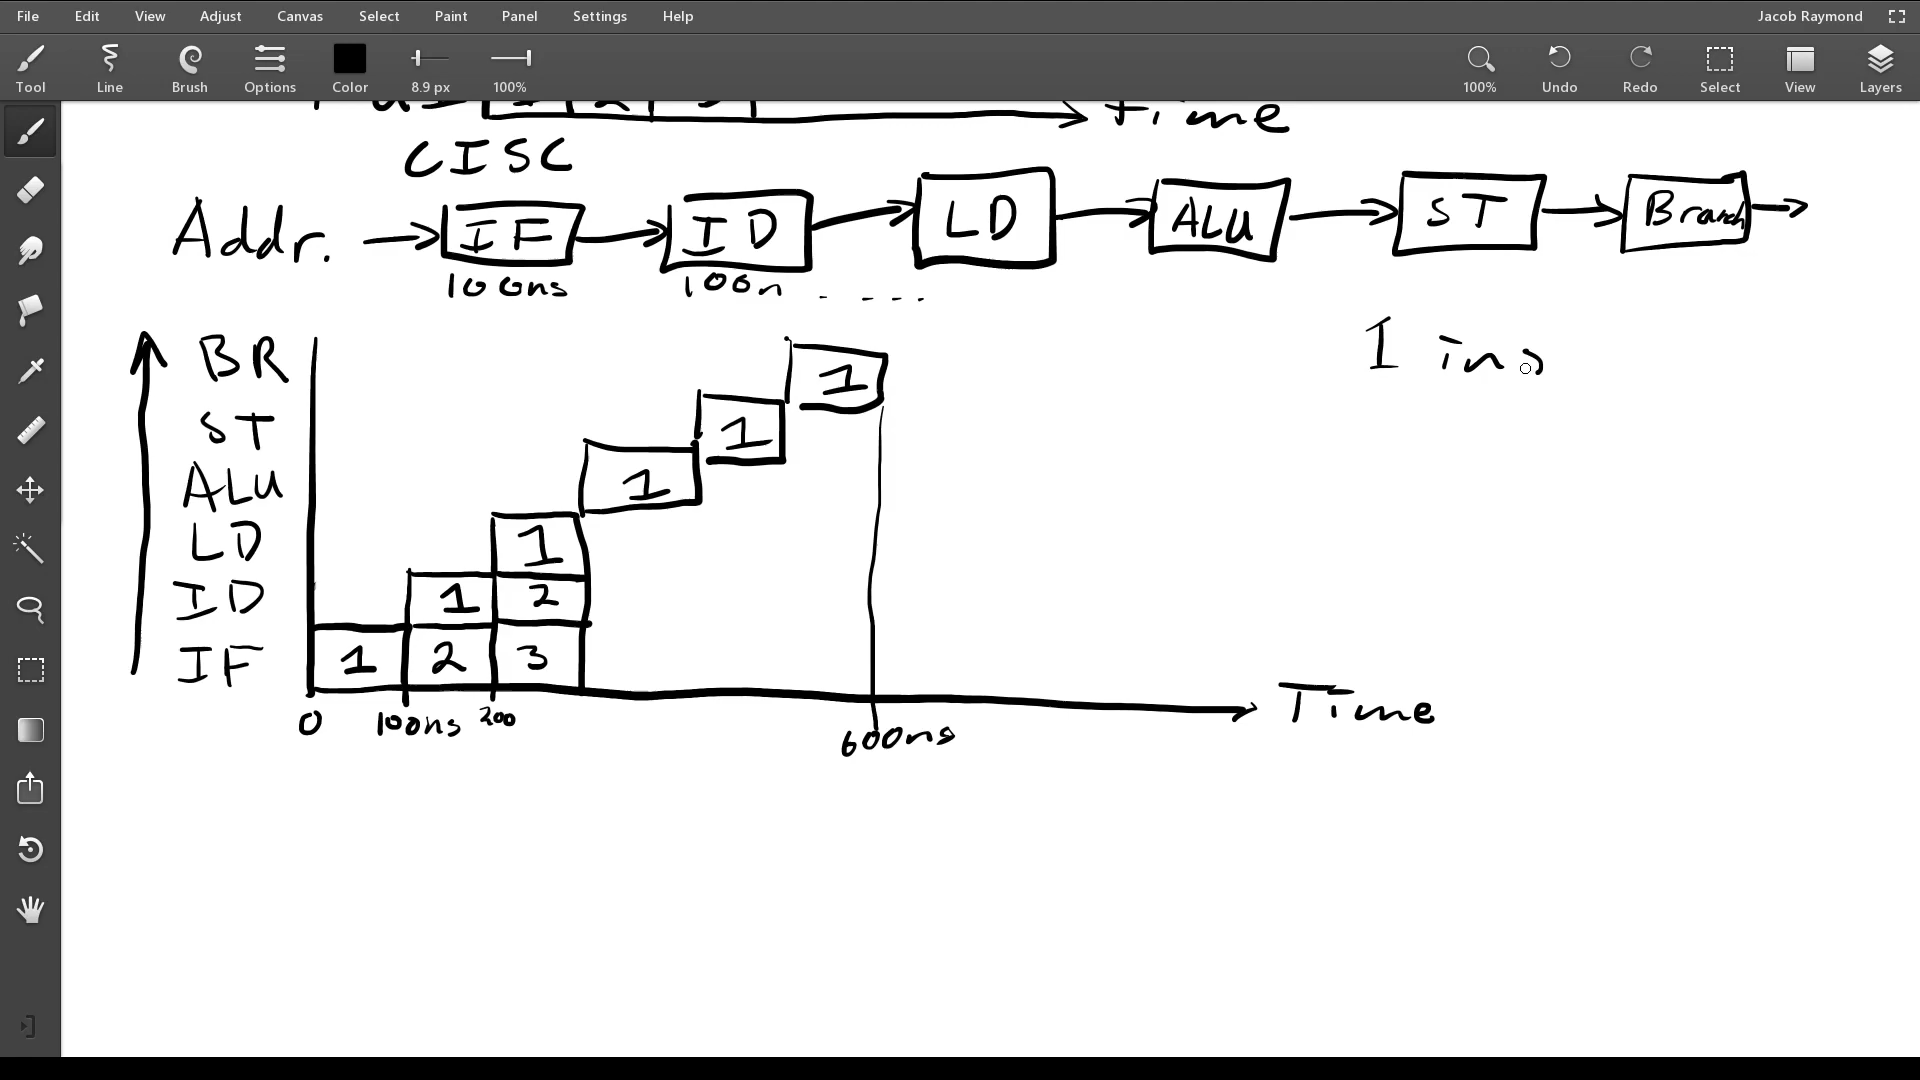 File Edit View Adjust Canvas Select Paint Panel Settings Help Jacob Raymond
Tool Line Brush Options Color 8.9 px 100% 100% Undo Redo Select View Layers
Time
CISC
Addr. IF ID LD ALU ST Branch
100ns 100n
BR
ST
ALU
LD
ID
IF
1
1
1
1
1 2
1 2 3
0 100ns 200 600ns
Time
1 ins